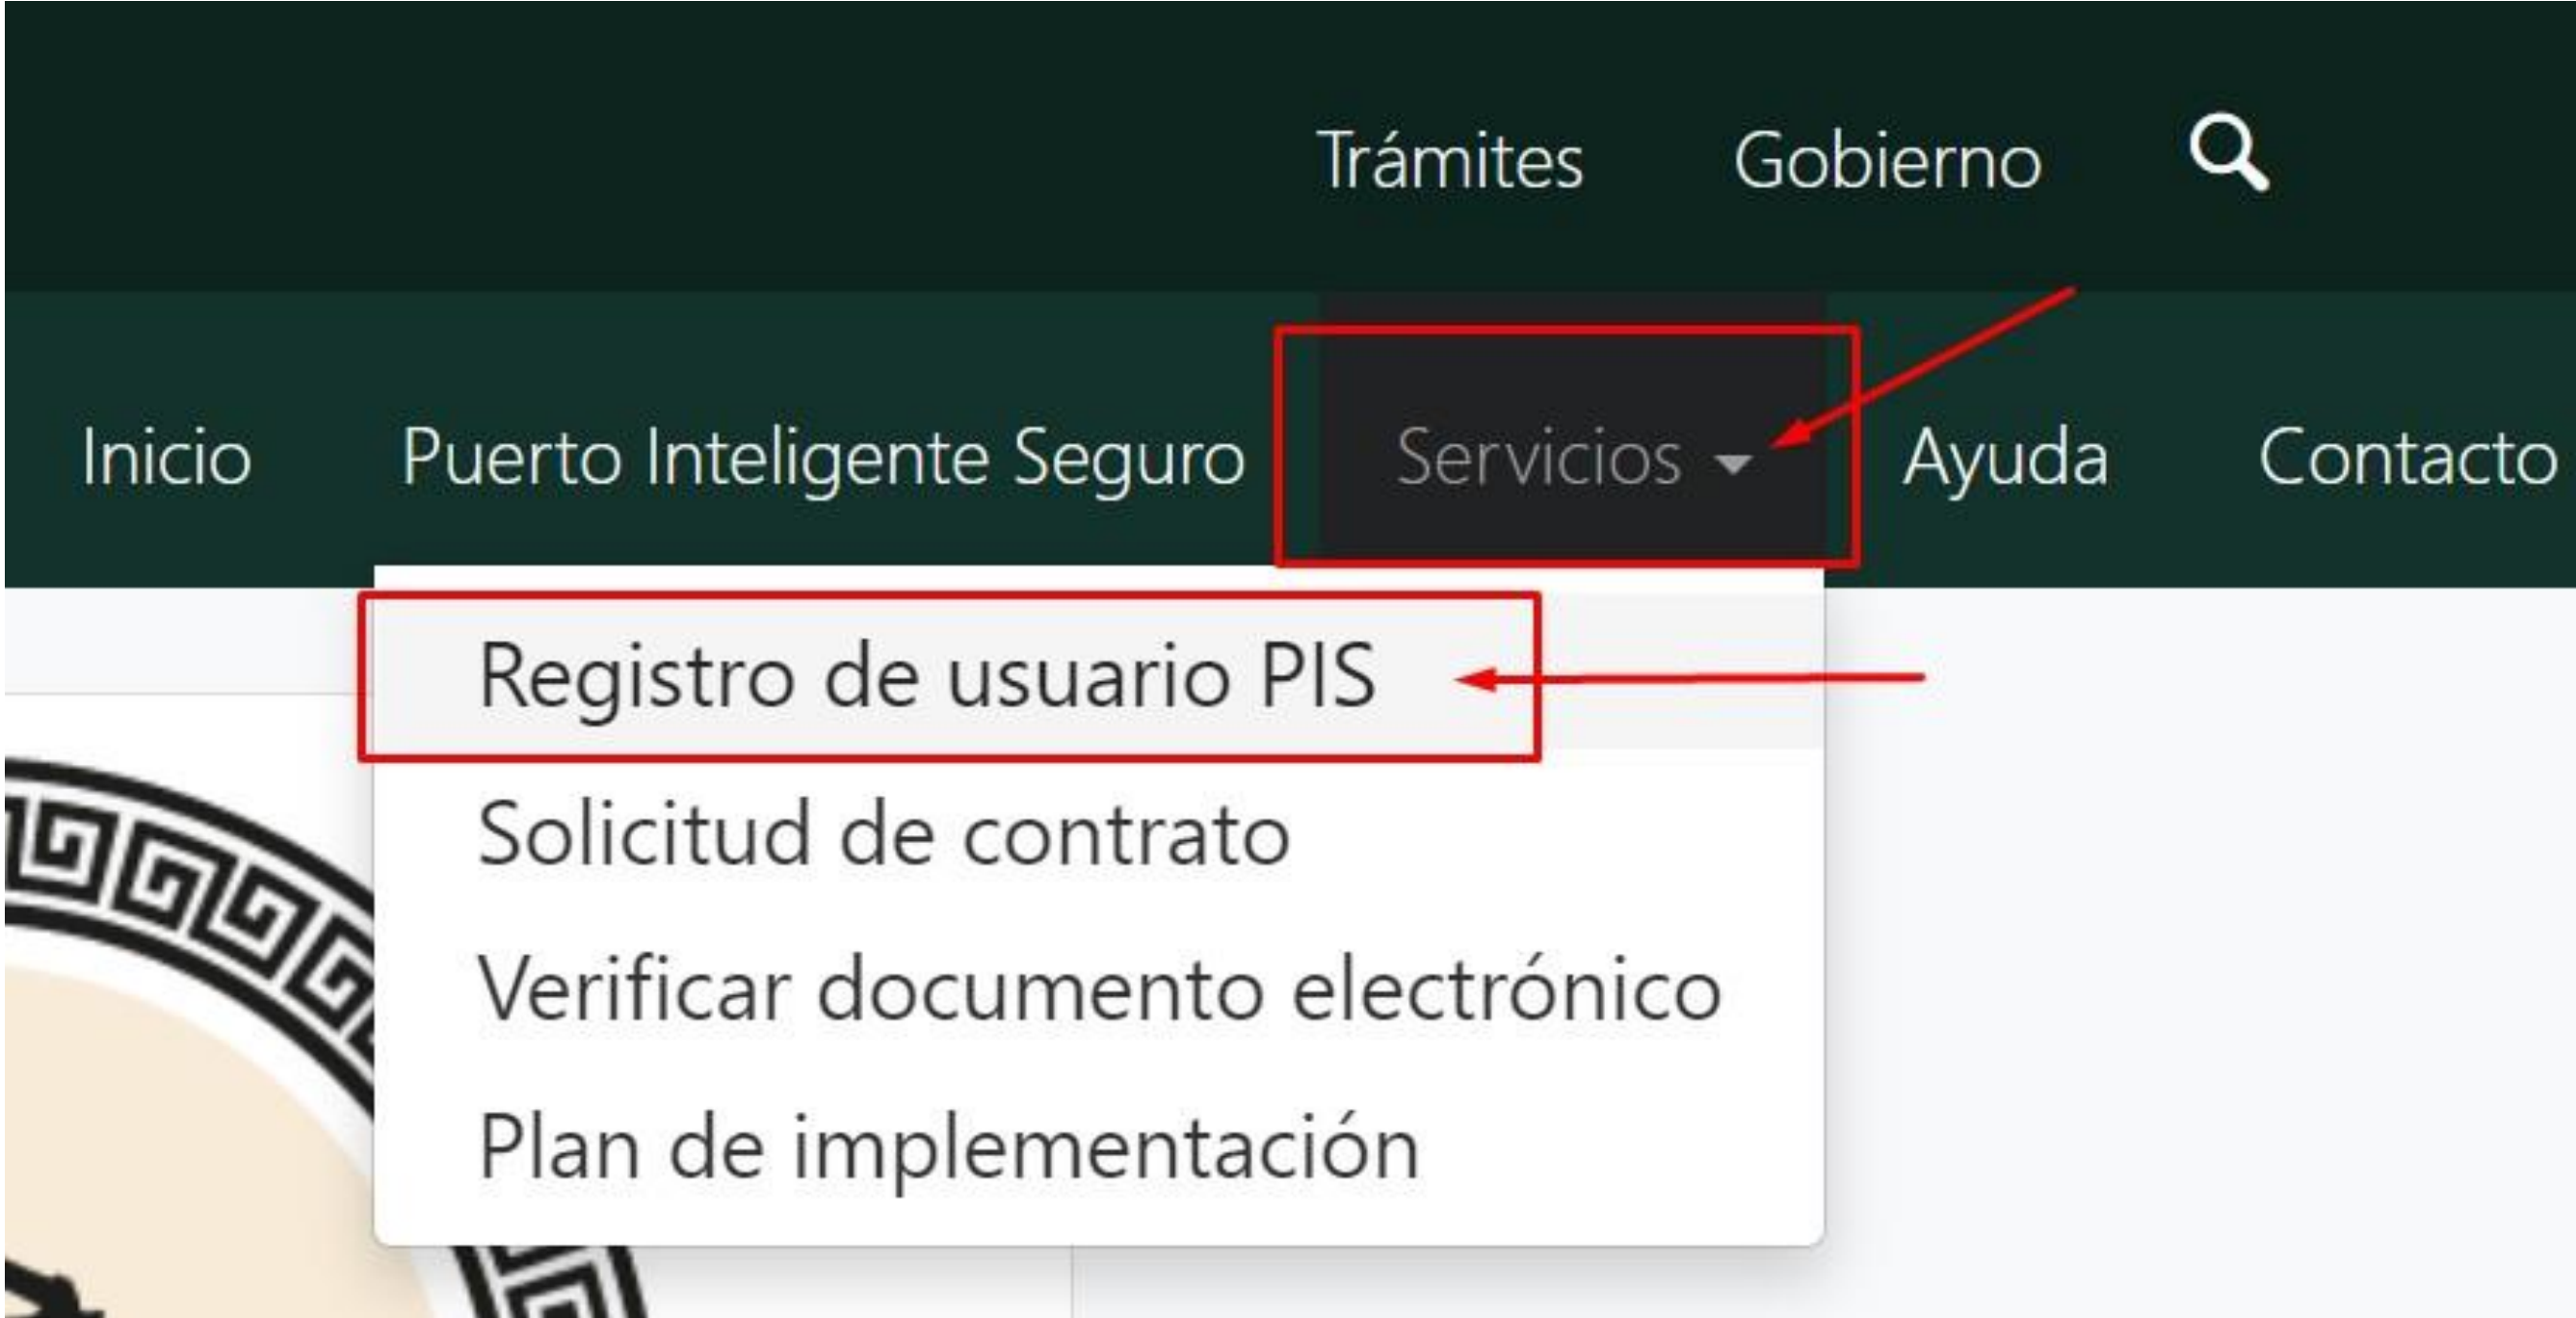 Trámites Gobierno
Inicio Puerto Inteligente Seguro Servicios Ayuda Contacto
Registro de usuario PIS
Solicitud de contrato
Verificar documento electrónico
Plan de implementación